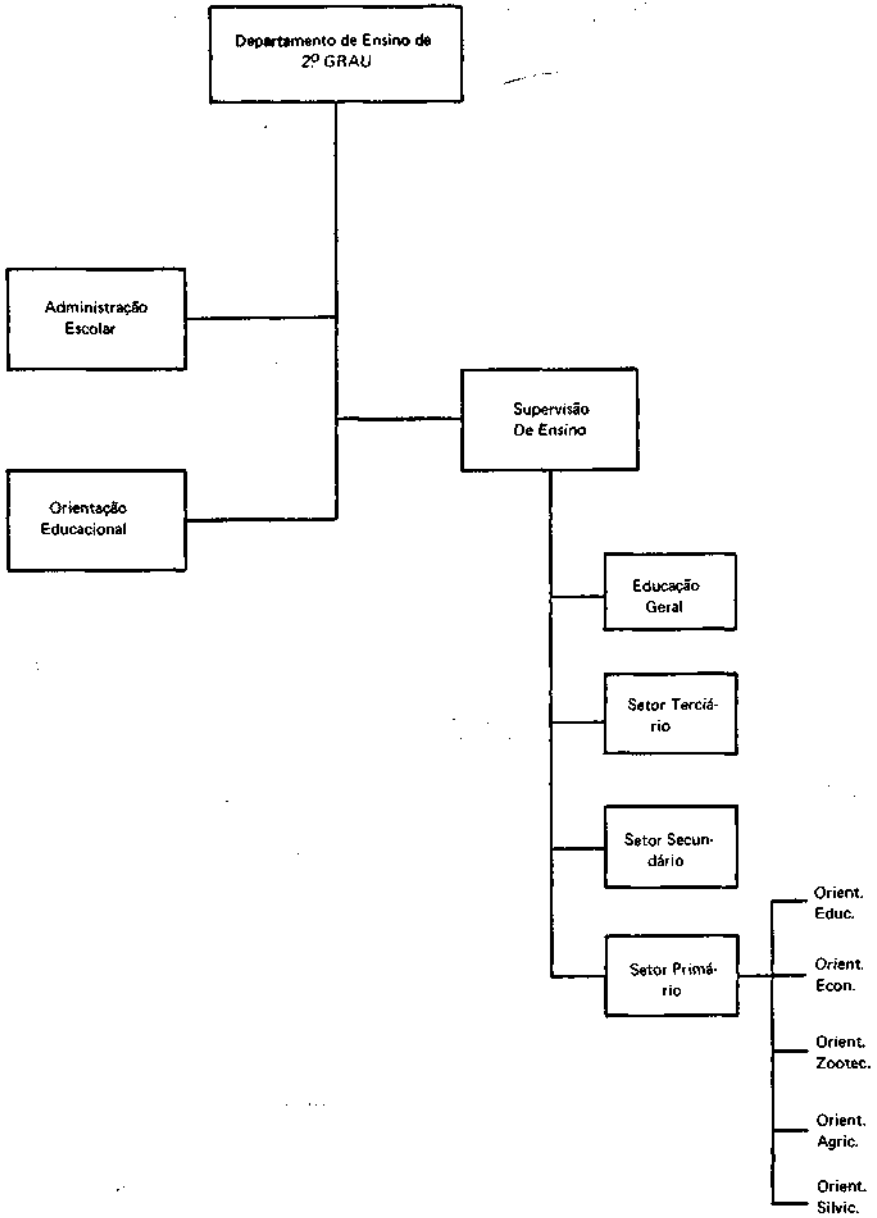 Departamento de Ensino de
2º GRAU
Administração
Escolar
Supervisão
De Ensino
Orientação
Educacional
Educação
Geral
Setor Terciá-
rio
Setor Secun-
dário
Setor Primá-
rio
Orient.
Educ.
Orient.
Econ.
Orient.
Zootec.
Orient.
Agric.
Orient.
Silvic.